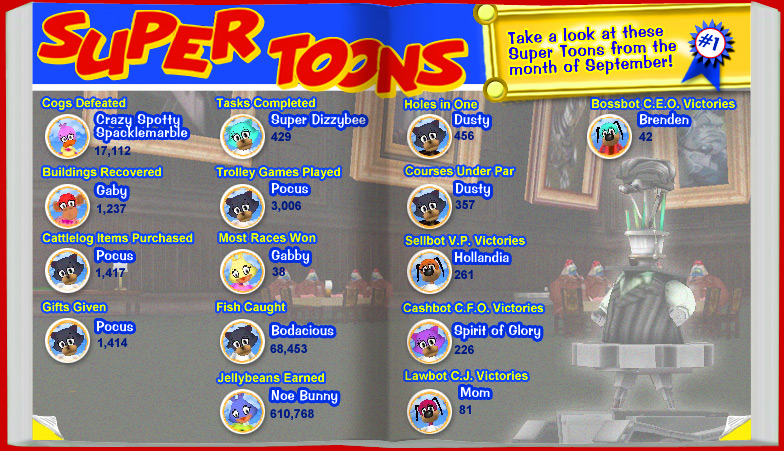 SUPER TOONS
Take a look at these
Super Toons from the
month of September!
#1
Cogs Defeated
Crazy Spotty
Spacklemarble
17,112
Buildings Recovered
Gaby
1,237
Cattlelog Items Purchased
Pocus
1,417
Gifts Given
Pocus
1,414
Tasks Completed
Super Dizzybee
429
Trolley Games Played
Pocus
3,006
Most Races Won
Gabby
38
Fish Caught
Bodacious
68,453
Jellybeans Earned
Noe Bunny
610,768
Holes in One
Dusty
456
Courses Under Par
Dusty
357
Sellbot V.P. Victories
Hollandia
261
Cashbot C.F.O. Victories
Spirit of Glory
226
Lawbot C.J. Victories
Mom
81
Bossbot C.E.O. Victories
Brenden
42